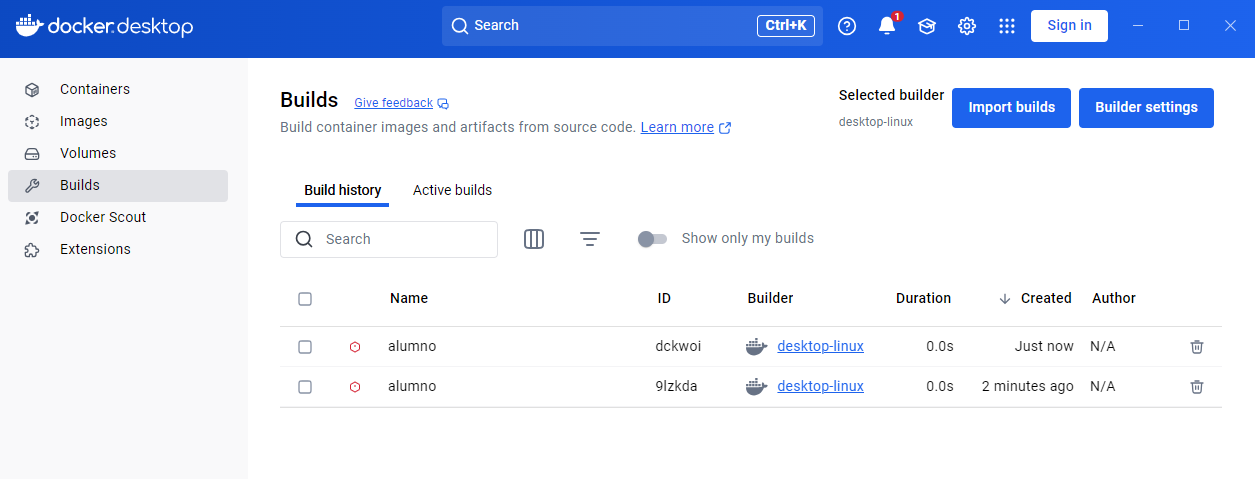 docker.desktop
Search
Ctrl+K
1
Sign in
Containers
Images
Volumes
Builds
Docker Scout
Extensions
Builds Give feedback
Build container images and artifacts from source code. Learn more
Selected builder
desktop-linux
Import builds
Builder settings
Build history Active builds
Search
Show only my builds
Name ID Builder Duration Created Author
alumno dckwoi desktop-linux 0.0s Just now N/A
alumno 9lzkda desktop-linux 0.0s 2 minutes ago N/A